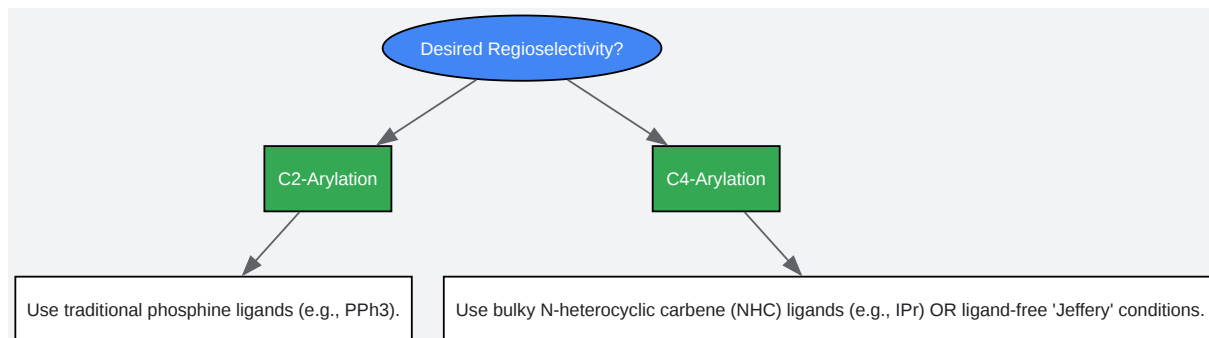 Desired Regioselectivity?
C2-Arylation
C4-Arylation
Use traditional phosphine ligands (e.g., PPh3).
Use bulky N-heterocyclic carbene (NHC) ligands (e.g., IPr) OR ligand-free 'Jeffery' conditions.